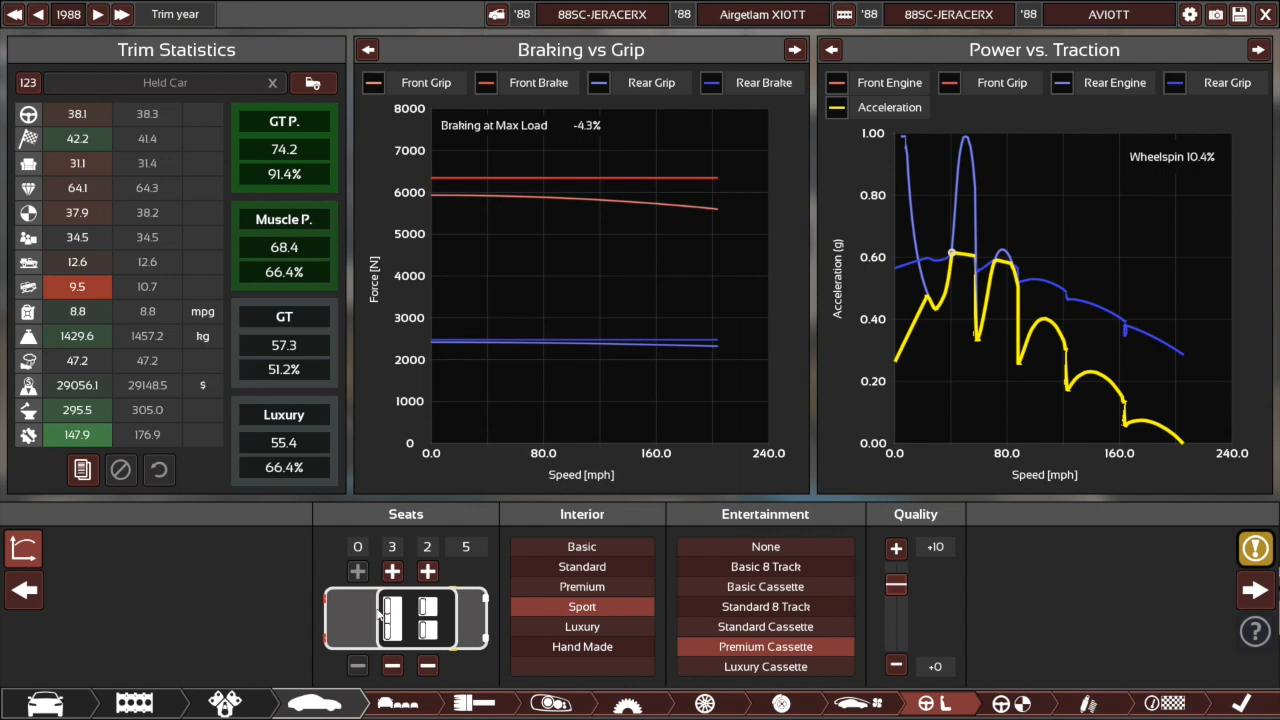 1988 Trim year '88 88SC-JERACERX '88 Airgetlam X10TT '88 88SC-JERACERX '88 AV10TT
Trim Statistics
123 Held Car X
38.1 38.3
42.2 41.4
31.1 31.4
64.1 64.3
37.9 38.2
34.5 34.5
12.6 12.6
9.5 10.7
8.8 8.8 mpg
1429.6 1457.2 kg
47.2 47.2
29056.1 29148.5 $
295.5 305.0
147.9 176.9
GT P.
74.2
91.4%
Muscle P.
68.4
66.4%
GT
57.3
51.2%
Luxury
55.4
66.4%
Braking vs Grip
Front Grip Front Brake Rear Grip Rear Brake
Braking at Max Load -4.3%
8000
7000
6000
5000
4000
3000
2000
1000
0
Force [N]
0.0 80.0 160.0 240.0
Speed [mph]
Power vs. Traction
Front Engine Front Grip Rear Engine Rear Grip
Acceleration
Wheelspin 10.4%
1.00
0.80
0.60
0.40
0.20
0.00
Acceleration (g)
0.0 80.0 160.0 240.0
Speed [mph]
Seats
0 3 2 5
Interior
Basic
Standard
Premium
Sport
Luxury
Hand Made
Entertainment
None
Basic 8 Track
Basic Cassette
Standard 8 Track
Standard Cassette
Premium Cassette
Luxury Cassette
Quality
+10
+0